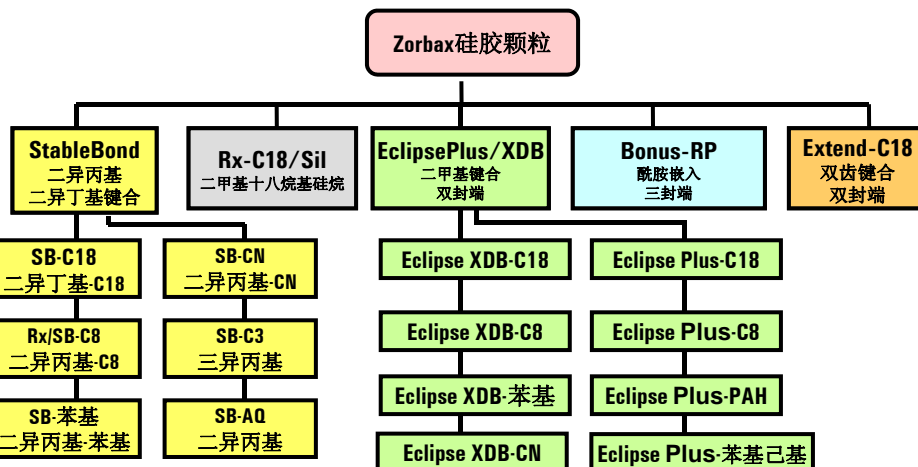 Zorbax硅胶颗粒
StableBond
二异丙基
二异丁基键合
Rx-C18/Sil
二甲基十八烷基硅烷
EclipsePlus/XDB
二甲基键合
双封端
Bonus-RP
酰胺嵌入
三封端
Extend-C18
双齿键合
双封端
SB-C18
二异丁基-C18
SB-CN
二异丙基-CN
Eclipse XDB-C18
Eclipse Plus-C18
Rx/SB-C8
二异丙基-C8
SB-C3
三异丙基
Eclipse XDB-C8
Eclipse Plus-C8
SB-苯基
二异丙基-苯基
SB-AQ
二异丙基
Eclipse XDB-苯基
Eclipse Plus-PAH
Eclipse XDB-CN
Eclipse Plus-苯基己基